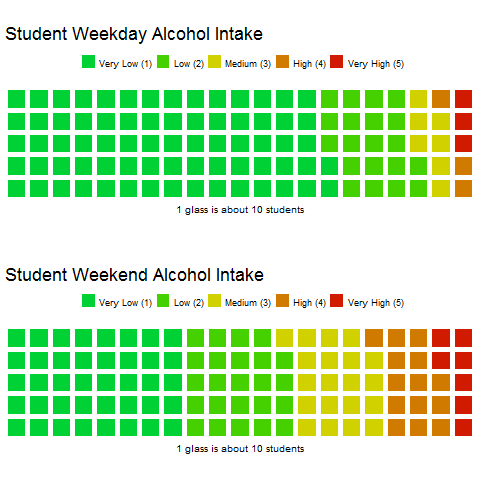 Student Weekday Alcohol Intake
Very Low (1) Low (2) Medium (3) High (4) Very High (5)
1 glass is about 10 students
Student Weekend Alcohol Intake
Very Low (1) Low (2) Medium (3) High (4) Very High (5)
1 glass is about 10 students